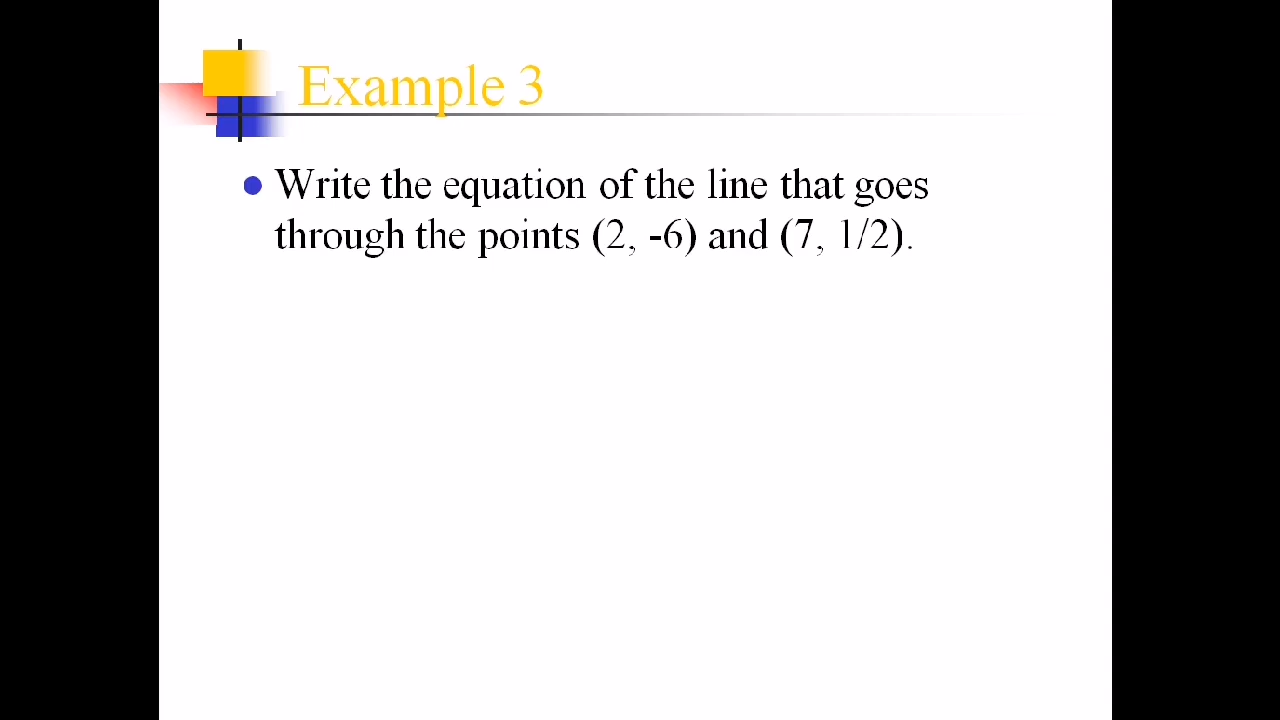 Example 3
Write the equation of the line that goes
through the points (2, -6) and (7, 1/2).